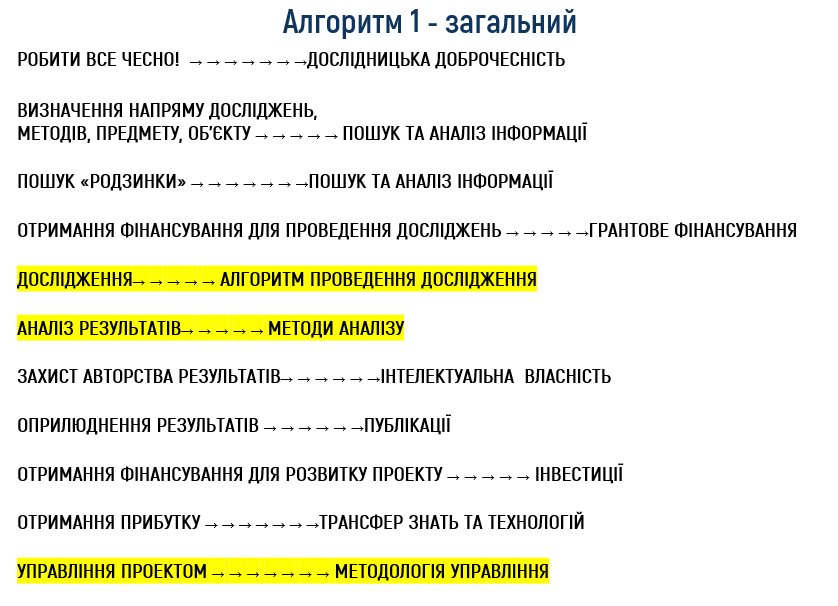 Алгоритм 1 - загальний
РОБИТИ ВСЕ ЧЕСНО! →→→→→→→ДОСЛІДНИЦЬКА ДОБРОЧЕСНІСТЬ
ВИЗНАЧЕННЯ НАПРЯМУ ДОСЛІДЖЕНЬ,
МЕТОДІВ, ПРЕДМЕТУ, ОБ’ЄКТУ →→→→→ ПОШУК ТА АНАЛІЗ ІНФОРМАЦІЇ
ПОШУК «РОДЗИНКИ» →→→→→→→ПОШУК ТА АНАЛІЗ ІНФОРМАЦІЇ
ОТРИМАННЯ ФІНАНСУВАННЯ ДЛЯ ПРОВЕДЕННЯ ДОСЛІДЖЕНЬ →→→→→ГРАНТОВЕ ФІНАНСУВАННЯ
ДОСЛІДЖЕННЯ→→→→→ АЛГОРИТМ ПРОВЕДЕННЯ ДОСЛІДЖЕННЯ
АНАЛІЗ РЕЗУЛЬТАТІВ→→→→→ МЕТОДИ АНАЛІЗУ
ЗАХИСТ АВТОРСТВА РЕЗУЛЬТАТІВ→→→→→→ІНТЕЛЕКТУАЛЬНА ВЛАСНІСТЬ
ОПРИЛЮДНЕННЯ РЕЗУЛЬТАТІВ →→→→→→ПУБЛІКАЦІЇ
ОТРИМАННЯ ФІНАНСУВАННЯ ДЛЯ РОЗВИТКУ ПРОЕКТУ →→→→→ ІНВЕСТИЦІЇ
ОТРИМАННЯ ПРИБУТКУ →→→→→→→ТРАНСФЕР ЗНАТЬ ТА ТЕХНОЛОГІЙ
УПРАВЛІННЯ ПРОЕКТОМ →→→→→→→ МЕТОДОЛОГІЯ УПРАВЛІННЯ